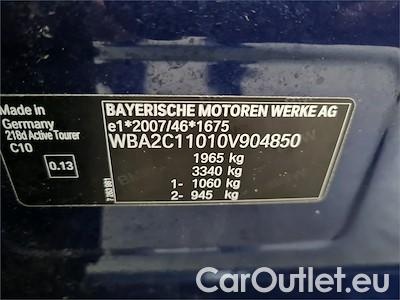 BAYERISCHE MOTOREN WERKE AG
e1*2007/46*1675
WBA2C11010V904850
1965 kg
3340 kg
1- 1060 kg
2- 945 kg
Made in
Germany
218d Active Tourer
C10
0.13
CarOutlet.eu